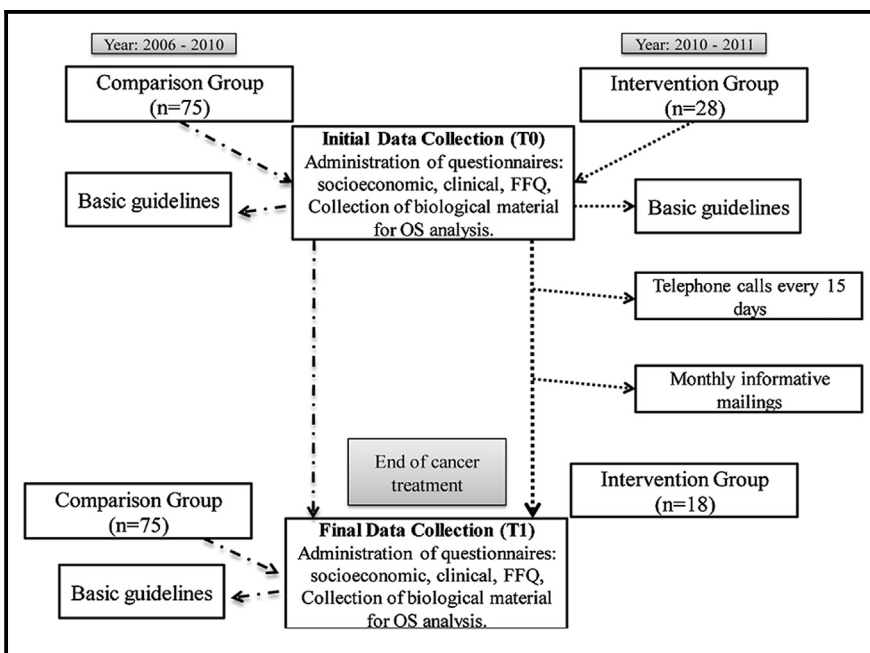 Year: 2006 - 2010
Year: 2010 - 2011
Comparison Group
(n=75)
Intervention Group
(n=28)
Initial Data Collection (T0)
Administration of questionnaires:
socioeconomic, clinical, FFQ,
Collection of biological material
for OS analysis.
Basic guidelines
Basic guidelines
Telephone calls every 15
days
Monthly informative
mailings
End of cancer
treatment
Intervention Group
(n=18)
Comparison Group
(n=75)
Final Data Collection (T1)
Administration of questionnaires:
socioeconomic, clinical, FFQ,
Collection of biological material
for OS analysis.
Basic guidelines